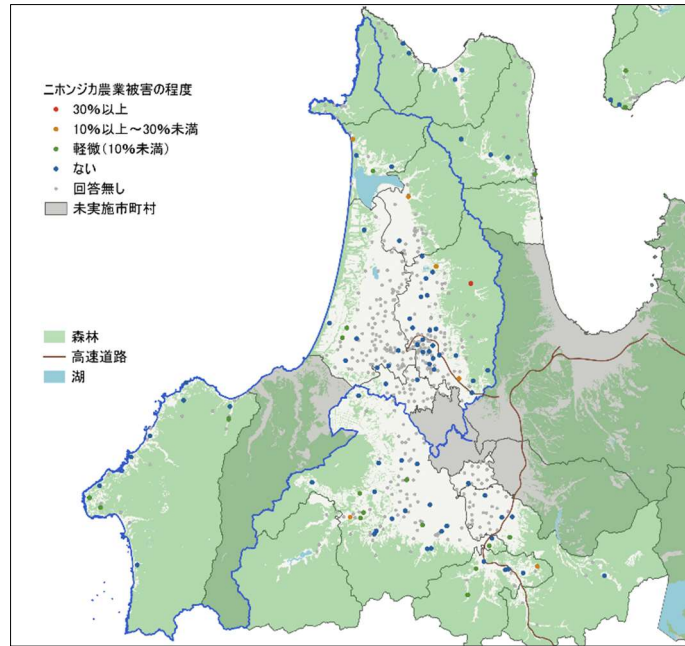 ニホンジカ農業被害の程度
30%以上
10%以上～30%未満
軽微(10%未満)
ない
回答無し
未実施市町村
森林
高速道路
湖